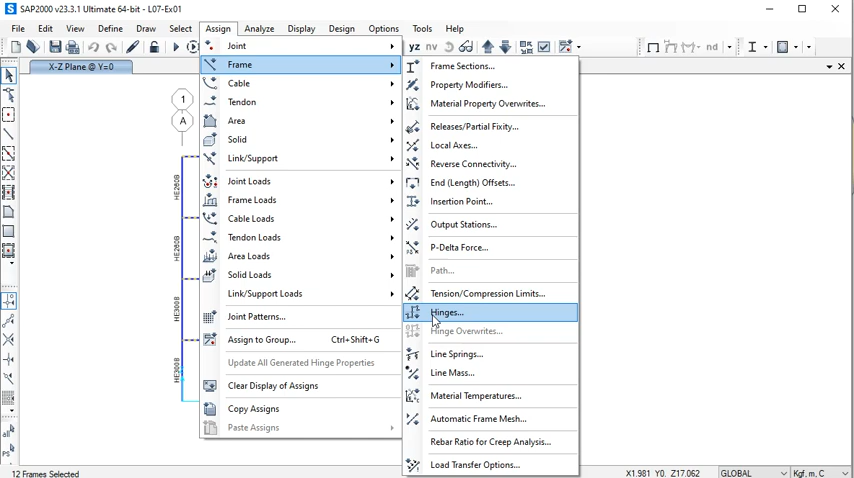 SAP2000 v23.3.1 Ultimate 64-bit - L07-Ex01
File Edit View Define Draw Select Assign Analyze Display Design Options Tools Help
yz nv nd
X-Z Plane @ Y=0
Joint
Frame
Cable
Tendon
Area
Solid
Link/Support
Joint Loads
Frame Loads
Cable Loads
Tendon Loads
Area Loads
Solid Loads
Link/Support Loads
Joint Patterns...
Assign to Group... Ctrl+Shift+G
Update All Generated Hinge Properties
Clear Display of Assigns
Copy Assigns
Paste Assigns
Frame Sections...
Property Modifiers...
Material Property Overwrites...
Releases/Partial Fixity...
Local Axes...
Reverse Connectivity...
End (Length) Offsets...
Insertion Point...
Output Stations...
P-Delta Force...
Path...
Tension/Compression Limits...
Hinges...
Hinge Overwrites...
Line Springs...
Line Mass...
Material Temperatures...
Automatic Frame Mesh...
Rebar Ratio for Creep Analysis...
Load Transfer Options...
1
A
HE260B
HE260B
HE300B
HE300B
all
PS
12 Frames Selected
X1.981 Y0. Z17.062
GLOBAL
Kgf, m, C